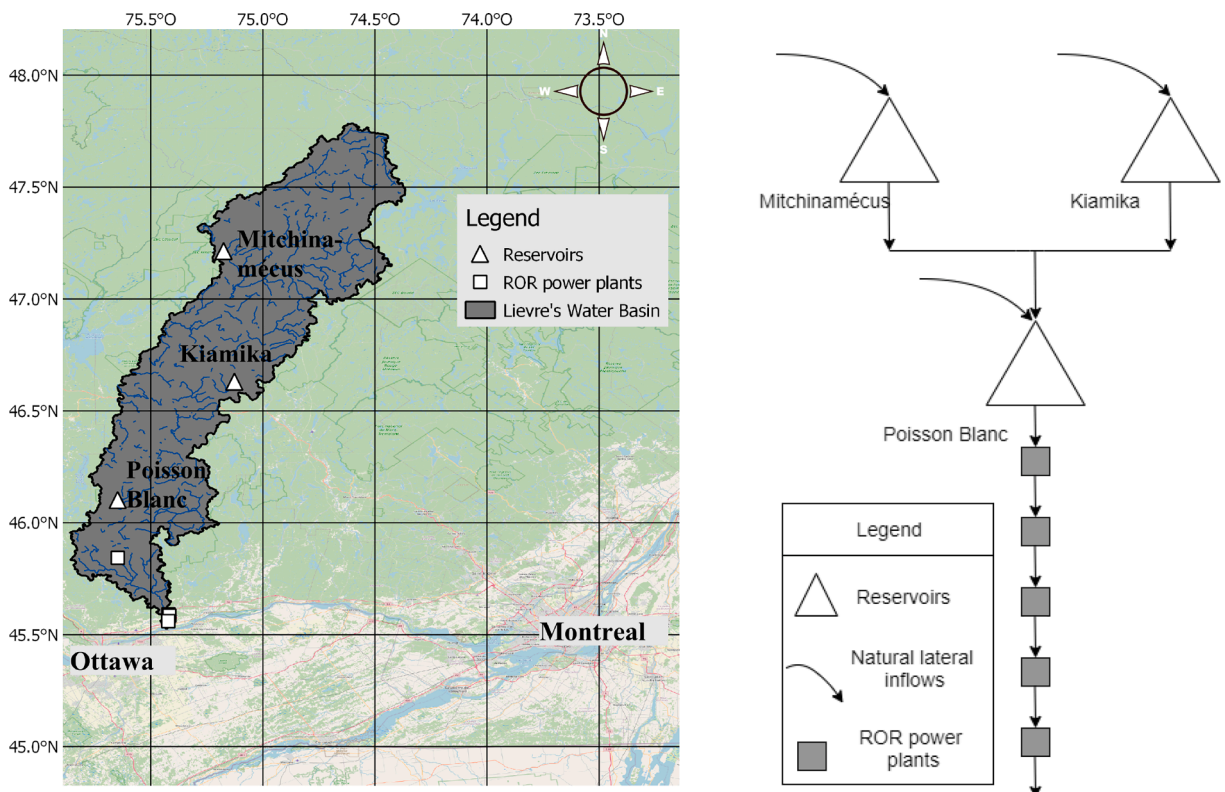 75.5°O 75.0°O 74.5°O 74.0°O 73.5°O
48.0°N
47.5°N
47.0°N
46.5°N
46.0°N
45.5°N
45.0°N
N
W E
S
Legend
Reservoirs
ROR power plants
Lievre's Water Basin
Mitchina-
mécus
Kiamika
Poisson
Blanc
Ottawa
Montreal
Mitchinamécus
Kiamika
Poisson Blanc
Legend
Reservoirs
Natural lateral
inflows
ROR power
plants